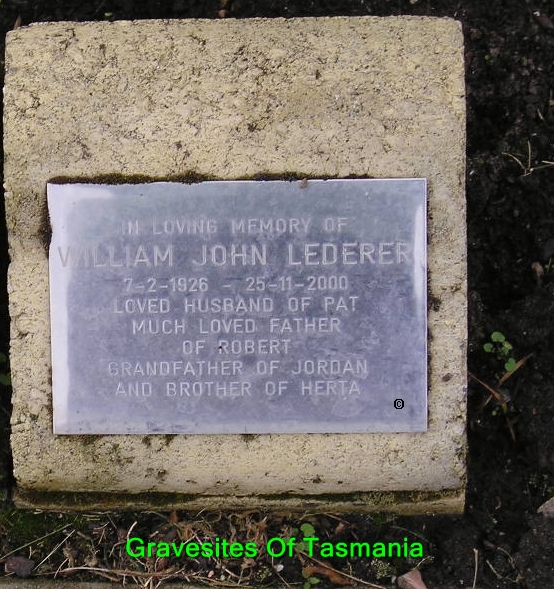 IN LOVING MEMORY OF
WILLIAM JOHN LEDERER
7-2-1926 - 25-11-2000
LOVED HUSBAND OF PAT
MUCH LOVED FATHER
OF ROBERT
GRANDFATHER OF JORDAN
AND BROTHER OF HERTA
©
Gravesites Of Tasmania